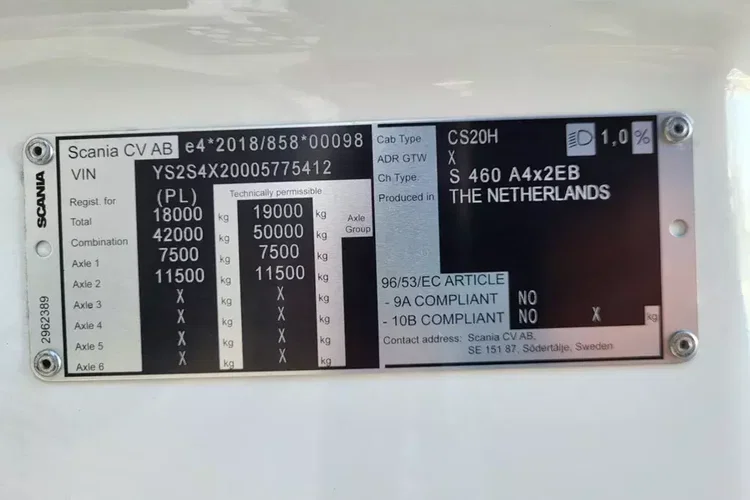 SCANIA
2962389
Scania CV AB e4*2018/858*00098
VIN YS2S4X20005775412
Regist. for (PL) Technically permissible
Total 18000 kg 19000 kg Axle Group
Combination 42000 kg 50000 kg
Axle 1 7500 kg 7500 kg
Axle 2 11500 kg 11500 kg
Axle 3 X kg X kg
Axle 4 X kg X kg
Axle 5 X kg X kg
Axle 6 X kg X kg
Cab Type CS20H 1,0 %
ADR GTW X
Ch Type. S 460 A4x2EB
Produced in THE NETHERLANDS
96/53/EC ARTICLE
- 9A COMPLIANT NO
- 10B COMPLIANT NO X kg
Contact address: Scania CV AB,
SE 151 87, Södertälje, Sweden